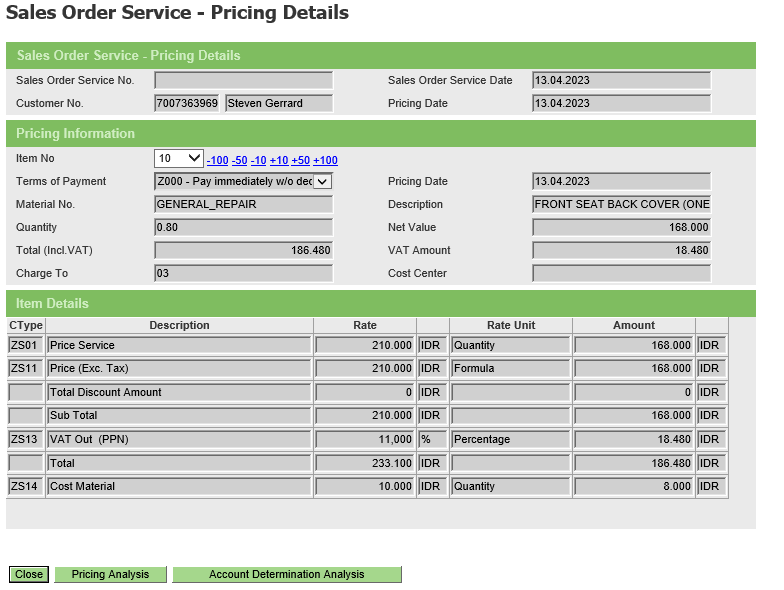 Sales Order Service - Pricing Details
Sales Order Service - Pricing Details
Sales Order Service No. Sales Order Service Date 13.04.2023
Customer No. 7007363969 Steven Gerrard Pricing Date 13.04.2023
Pricing Information
Item No 10 -100 -50 -10 +10 +50 +100
Terms of Payment Z000 - Pay immediately w/o dec Pricing Date 13.04.2023
Material No. GENERAL_REPAIR Description FRONT SEAT BACK COVER (ONE
Quantity 0.80 Net Value 168.000
Total (Incl.VAT) 186.480 VAT Amount 18.480
Charge To 03 Cost Center
Item Details
CType Description Rate Rate Unit Amount
ZS01 Price Service 210.000 IDR Quantity 168.000 IDR
ZS11 Price (Exc. Tax) 210.000 IDR Formula 168.000 IDR
Total Discount Amount 0 IDR 0 IDR
Sub Total 210.000 IDR 168.000 IDR
ZS13 VAT Out (PPN) 11,000 % Percentage 18.480 IDR
Total 233.100 IDR 186.480 IDR
ZS14 Cost Material 10.000 IDR Quantity 8.000 IDR
Close Pricing Analysis Account Determination Analysis